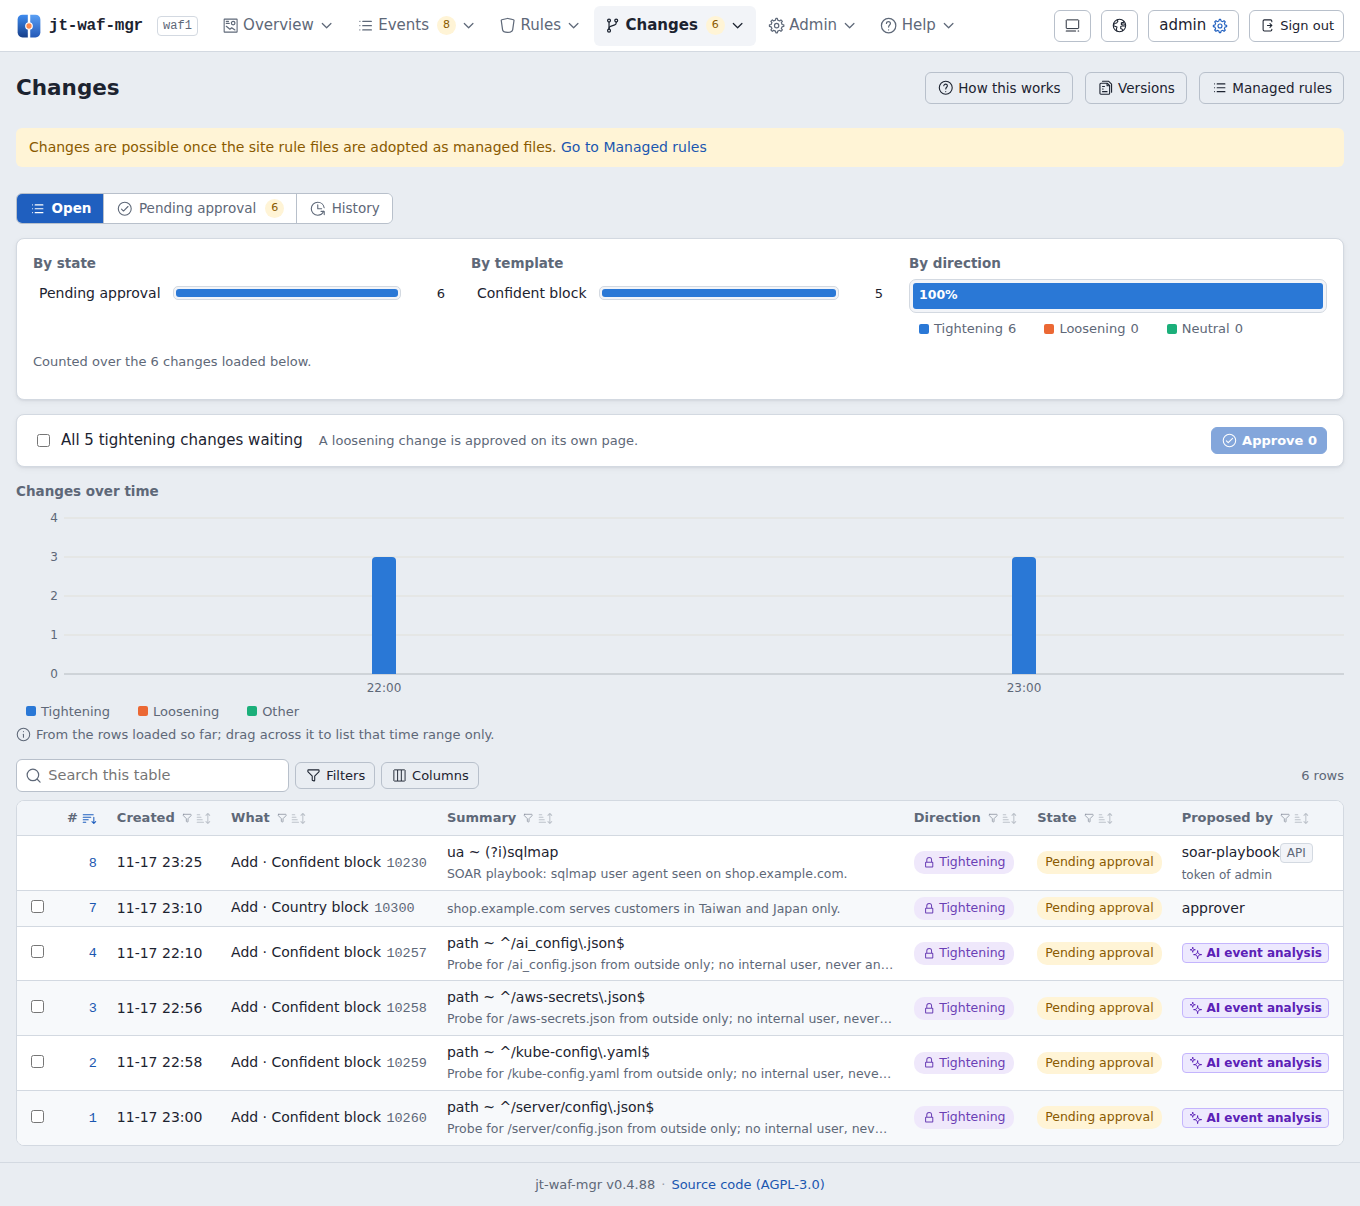 jt-waf-mgr waf1 Overview Events 8 Rules Changes 6 Admin Help admin Sign out
Changes How this works Versions Managed rules
Changes are possible once the site rule files are adopted as managed files. Go to Managed rules
Open Pending approval 6 History
By state By template By direction
Pending approval 6 Confident block 5 100%
Tightening 6 Loosening 0 Neutral 0
Counted over the 6 changes loaded below.
All 5 tightening changes waiting A loosening change is approved on its own page. Approve 0
Changes over time
4
3
2
1
0
22:00 23:00
Tightening Loosening Other
From the rows loaded so far; drag across it to list that time range only.
Search this table Filters Columns 6 rows
# Created What Summary Direction State Proposed by
8 11-17 23:25 Add · Confident block 10230 ua ~ (?i)sqlmap Tightening Pending approval soar-playbook API
SOAR playbook: sqlmap user agent seen on shop.example.com. token of admin
7 11-17 23:10 Add · Country block 10300 shop.example.com serves customers in Taiwan and Japan only. Tightening Pending approval approver
4 11-17 22:10 Add · Confident block 10257 path ~ ^/ai_config\.json$ Tightening Pending approval AI event analysis
Probe for /ai_config.json from outside only; no internal user, never an…
3 11-17 22:56 Add · Confident block 10258 path ~ ^/aws-secrets\.json$ Tightening Pending approval AI event analysis
Probe for /aws-secrets.json from outside only; no internal user, never…
2 11-17 22:58 Add · Confident block 10259 path ~ ^/kube-config\.yaml$ Tightening Pending approval AI event analysis
Probe for /kube-config.yaml from outside only; no internal user, neve…
1 11-17 23:00 Add · Confident block 10260 path ~ ^/server/config\.json$ Tightening Pending approval AI event analysis
Probe for /server/config.json from outside only; no internal user, nev…
jt-waf-mgr v0.4.88 · Source code (AGPL-3.0)